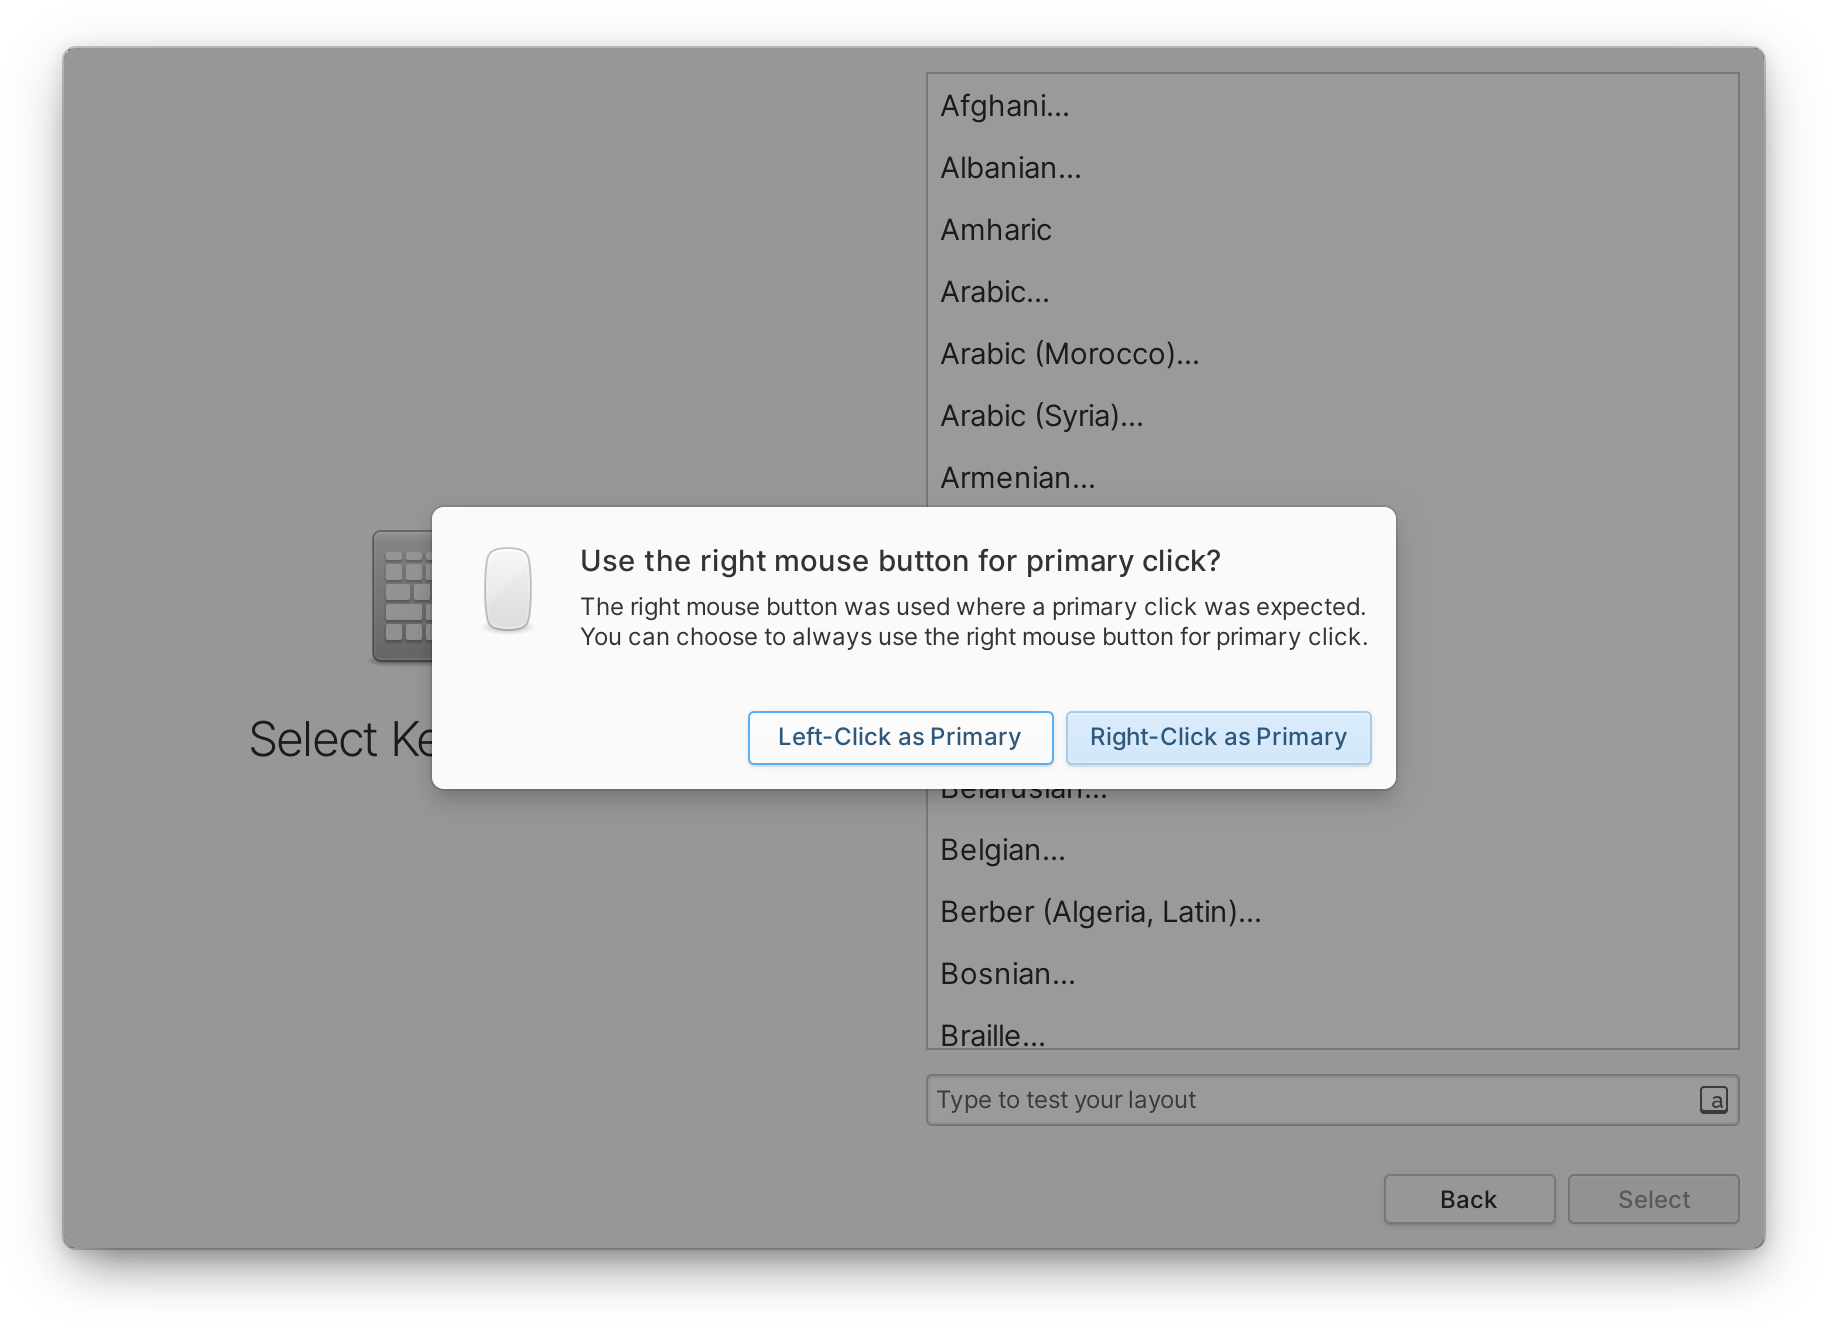 Afghani...
Albanian...
Amharic
Arabic...
Arabic (Morocco)...
Arabic (Syria)...
Armenian...
Use the right mouse button for primary click?
The right mouse button was used where a primary click was expected.
You can choose to always use the right mouse button for primary click.
Left-Click as Primary
Right-Click as Primary
Select Ke
Belarusian...
Belgian...
Berber (Algeria, Latin)...
Bosnian...
Braille...
Type to test your layout
a
Back
Select